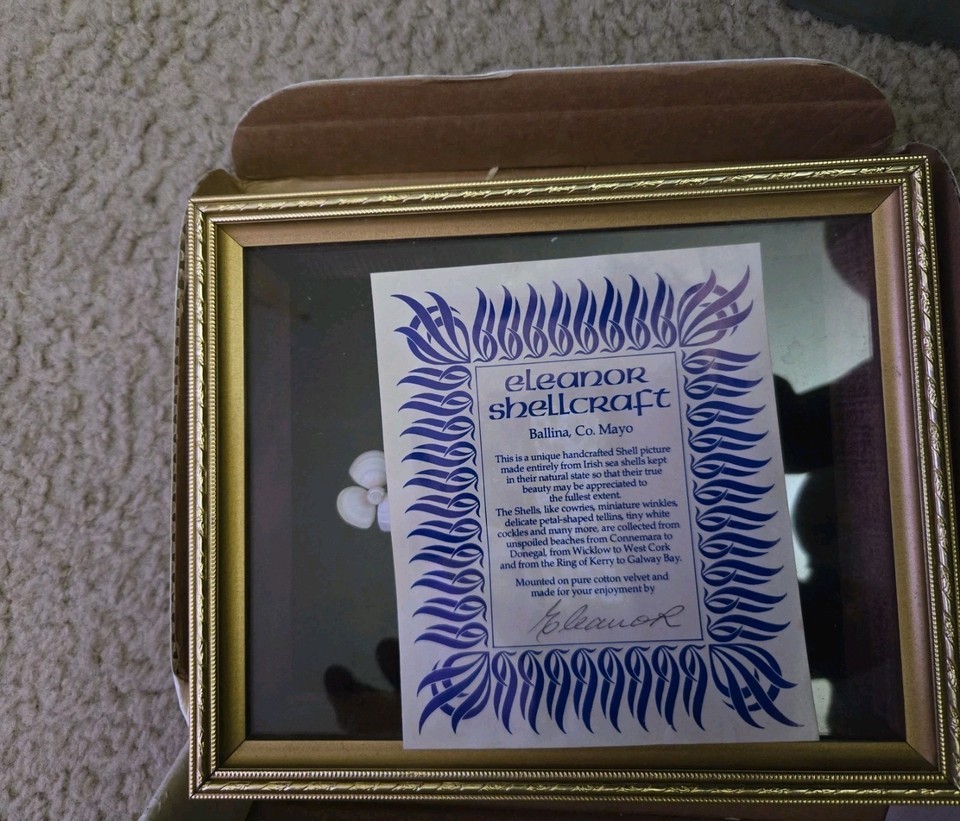 eleanor
shellcraft
Ballina, Co. Mayo
This is a unique handcrafted Shell picture
made entirely from Irish sea shells kept
in their natural state so that their true
beauty may be appreciated to
the fullest extent.
The Shells, like cowries, miniature winkles,
delicate petal-shaped tellins, tiny white
cockles and many more, are collected from
unspoiled beaches from Connemara to
Donegal, from Wicklow to West Cork
and from the Ring of Kerry to Galway Bay.
Mounted on pure cotton velvet and
made for your enjoyment by
Eleanor